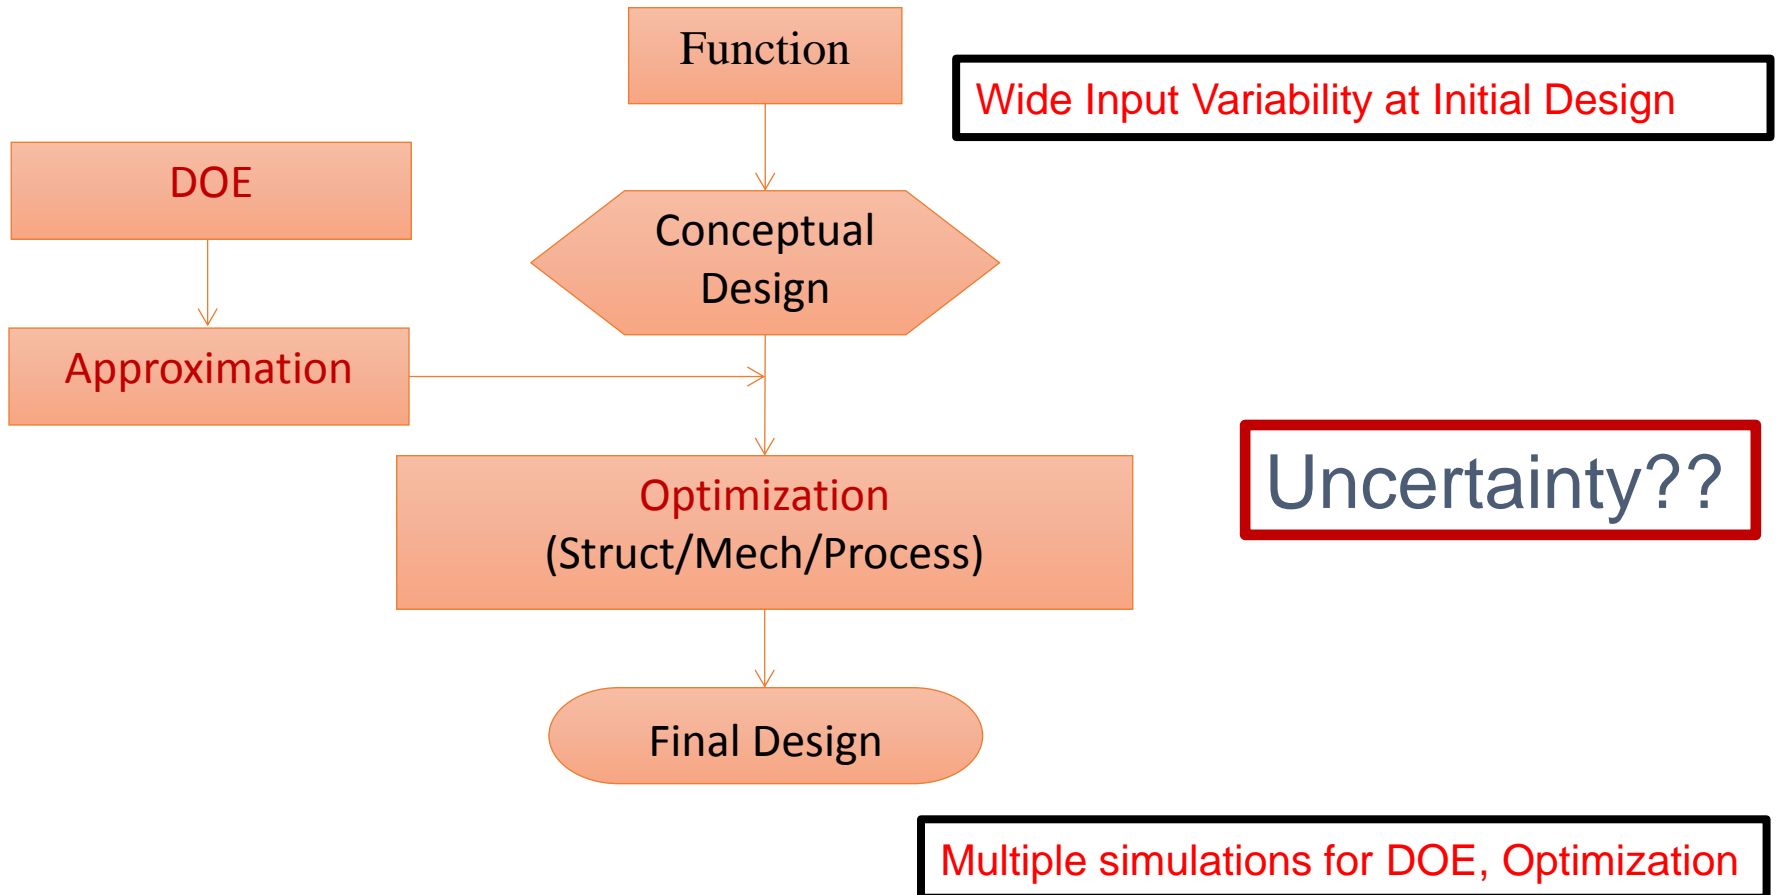 Function
Wide Input Variability at Initial Design
DOE
Conceptual
Design
Approximation
Uncertainty??
Optimization
(Struct/Mech/Process)
Final Design
Multiple simulations for DOE, Optimization